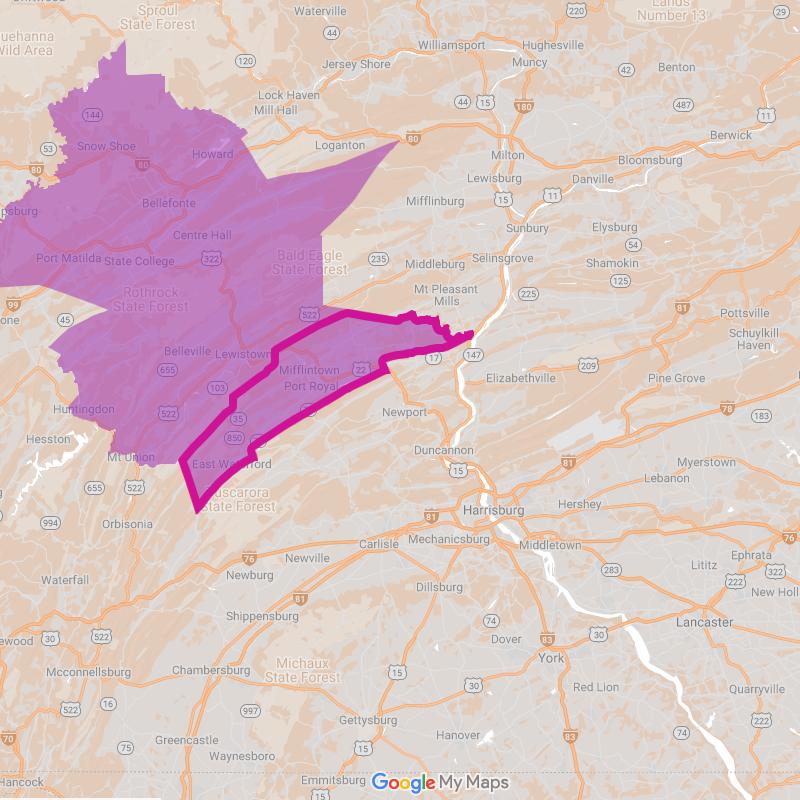 Sproul
State Forest
Waterville
220
Lands
Number 13
29
44
Williamsport
Hughesville
Wild Area
120
Jersey Shore
Muncy
42
Benton
Lock Haven
Mill Hall
44
15
180
487
144
11
53
Snow Shoe
80
Howard
Loganton
80
Berwick
80
Milton
Bloomsburg
Lewisburg
Danville
Bellefonte
Mifflinburg
15
11
Centre Hall
Sunbury
Elysburg
54
Port Matilda
State College
322
Bald Eagle
State Forest
235
Middleburg
Selinsgrove
Shamokin
125
Rothrock
State Forest
Mt Pleasant
Mills
225
99
45
522
81
Pottsville
Schuylkill
Haven
Belleville
Lewistown
17
147
655
Mifflintown
22
Elizabethville
209
Port Royal
Pine Grove
103
522
Huntingdon
35
Newport
78
183
Hesston
850
Mt Union
East Waterford
Duncannon
15
81
Myerstown
655
522
Lebanon
Tuscarora
State Forest
Harrisburg
Hershey
994
Orbisonia
81
Carlisle
Mechanicsburg
Middletown
76
Newville
76
Ephrata
283
Lititz
322
Waterfall
Newburg
Dillsburg
222
New Holl
81
Shippensburg
74
Lancaster
30
522
Dover
83
30
Michaux
State Forest
York
Mcconnellsburg
Chambersburg
15
30
Red Lion
Quarryville
522
16
997
Gettysburg
222
70
Greencastle
Hanover
83
74
75
15
Waynesboro
Hancock
Emmitsburg
Google My Maps
15